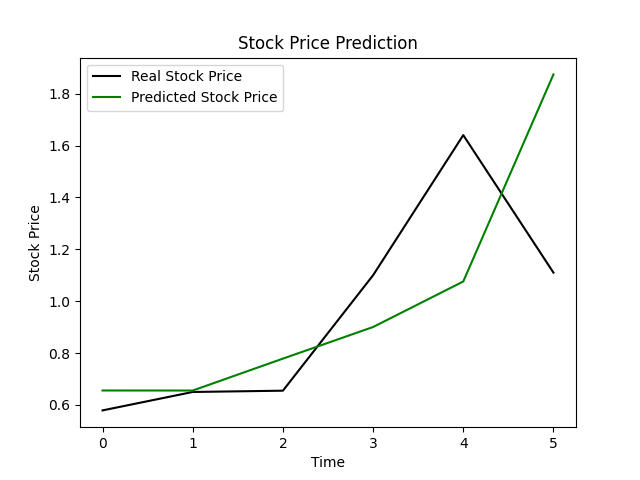 Stock Price Prediction
Real Stock Price
Predicted Stock Price
1.8
1.6
1.4
1.2
1.0
0.8
0.6
Stock Price
0 1 2 3 4 5
Time